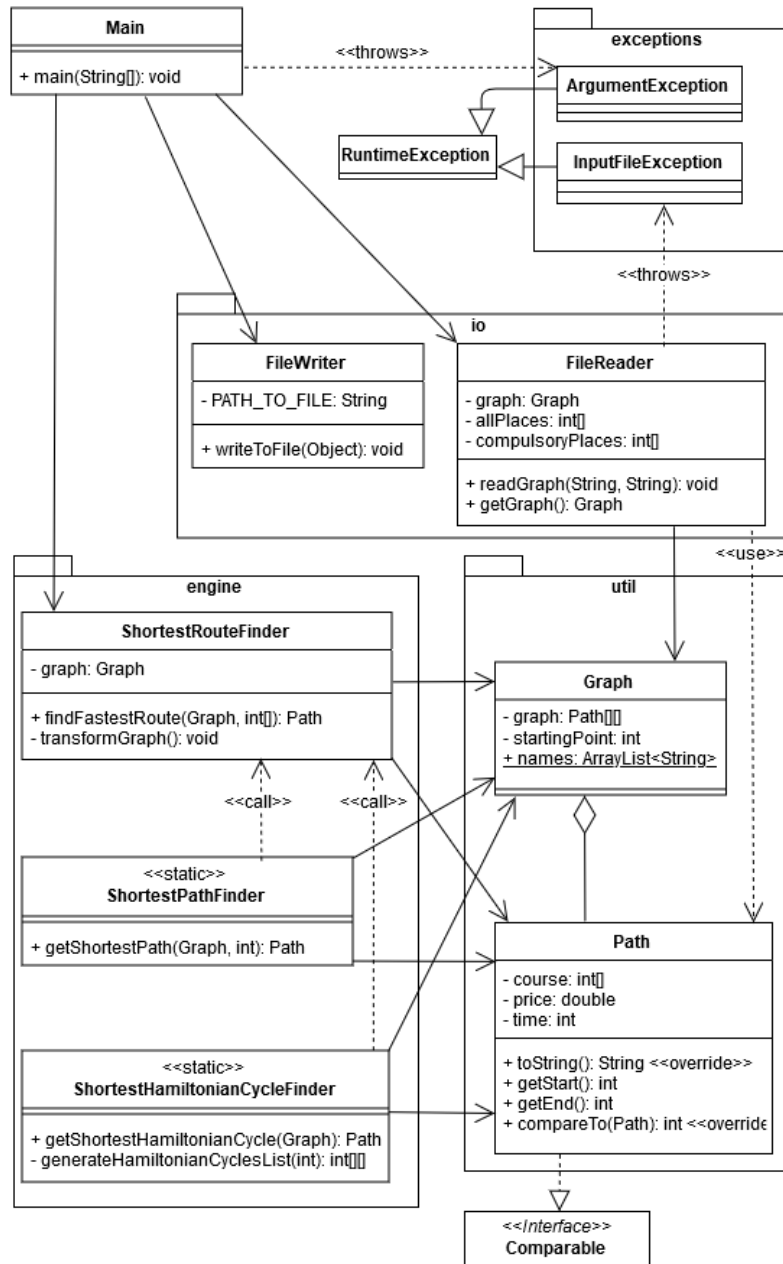 Main
+ main(String[]): void
<<throws>>
exceptions
ArgumentException
RuntimeException
InputFileException
<<throws>>
io
FileWriter
- PATH_TO_FILE: String
+ writeToFile(Object): void
FileReader
- graph: Graph
- allPlaces: int[]
- compulsoryPlaces: int[]
+ readGraph(String, String): void
+ getGraph(): Graph
<<use>>
engine
ShortestRouteFinder
- graph: Graph
+ findFastestRoute(Graph, int[]): Path
- transformGraph(): void
<<call>>
<<call>>
<<static>>
ShortestPathFinder
+ getShortestPath(Graph, int): Path
<<static>>
ShortestHamiltonianCycleFinder
+ getShortestHamiltonianCycle(Graph): Path
- generateHamiltonianCyclesList(int): int[][]
util
Graph
- graph: Path[][]
- startingPoint: int
+ names: ArrayList<String>
Path
- course: int[]
- price: double
- time: int
+ toString(): String <<override>>
+ getStart(): int
+ getEnd(): int
+ compareTo(Path): int <<override
<<Interface>>
Comparable